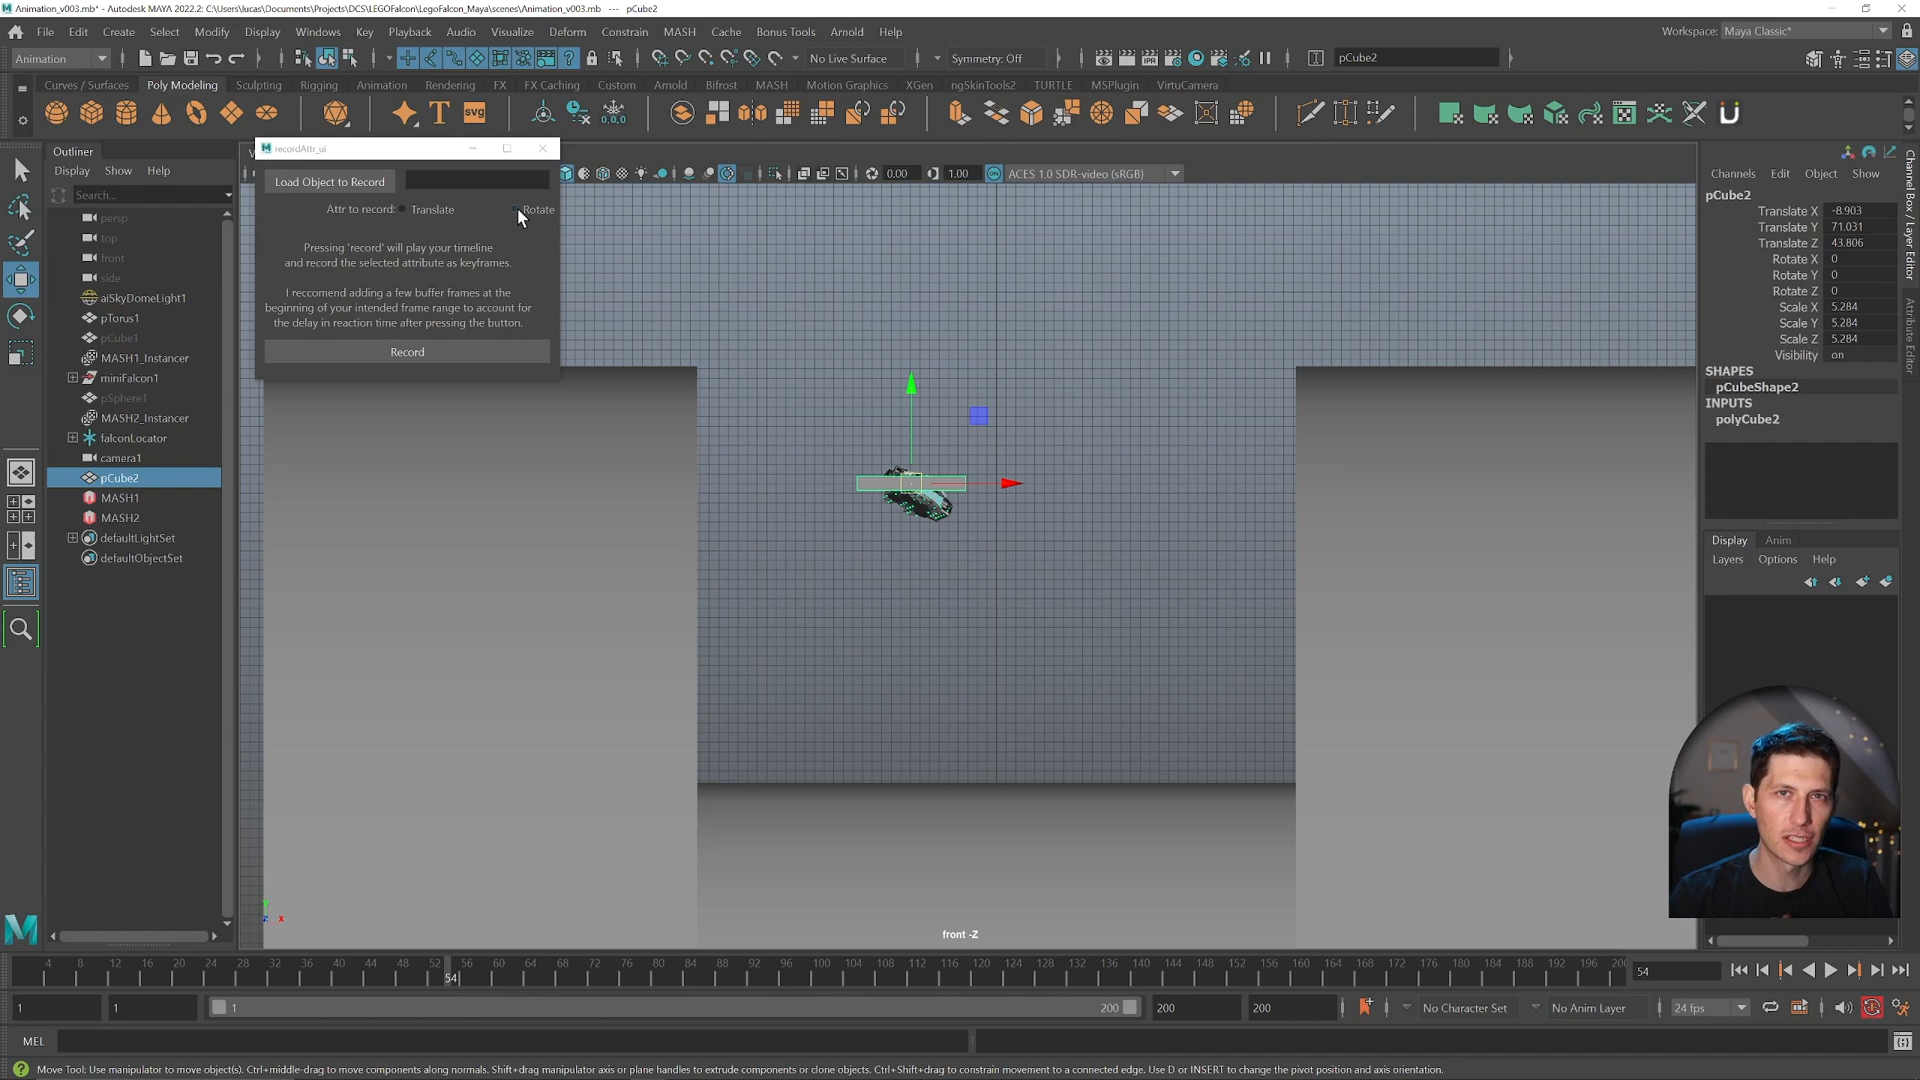 Animation_v003.mb* - Autodesk MAYA 2022.2: C:\Users\lucas\Documents\Projects\DCS\LEGOFalcon\LegoFalcon_Maya\scenes\Animation_v003.mb --- pCube2
File Edit Create Select Modify Display Windows Key Playback Audio Visualize Deform Constrain MASH Cache Bonus Tools Arnold Help
Workspace: Maya Classic*
Animation No Live Surface Symmetry: Off pCube2
Curves / Surfaces Poly Modeling Sculpting Rigging Animation Rendering FX FX Caching Custom Arnold Bifrost MASH Motion Graphics XGen ngSkinTools2 TURTLE MSPlugin VirtuCamera
T svg 0,0,0
Outliner
Display Show Help
Search...
persp
top
front
side
aiSkyDomeLight1
pTorus1
pCube1
MASH1_Instancer
miniFalcon1
pSphere1
MASH2_Instancer
falconLocator
camera1
pCube2
MASH1
MASH2
defaultLightSet
defaultObjectSet
recordAttr_ui
Load Object to Record
Attr to record: Translate Rotate
Pressing 'record' will play your timeline
and record the selected attribute as keyframes.
I reccomend adding a few buffer frames at the
beginning of your intended frame range to account for
the delay in reaction time after pressing the button.
Record
0.00 1.00 ACES 1.0 SDR-video (sRGB)
y
z x
front -Z
Channels Edit Object Show
pCube2
Translate X -8.903
Translate Y 71.031
Translate Z 43.806
Rotate X 0
Rotate Y 0
Rotate Z 0
Scale X 5.284
Scale Y 5.284
Scale Z 5.284
Visibility on
SHAPES
pCubeShape2
INPUTS
polyCube2
Channel Box / Layer Editor
Attribute Editor
Display Anim
Layers Options Help
4 8 12 16 20 24 28 32 36 40 44 48 52 56 60 64 68 72 76 80 84 88 92 96 100 104 108 112 116 120 124 128 132 136 140 144 148 152 156 160 164 168 172 176 180 184 188 192 196
54 54
1 1 1 200 200 200 No Character Set No Anim Layer 24 fps
MEL
Move Tool: Use manipulator to move object(s). Ctrl+middle-drag to move components along normals. Shift+drag manipulator axis or plane handles to extrude components or clone objects. Ctrl+Shift+drag to constrain movement to a connected edge. Use D or INSERT to change the pivot position and axis orientation.